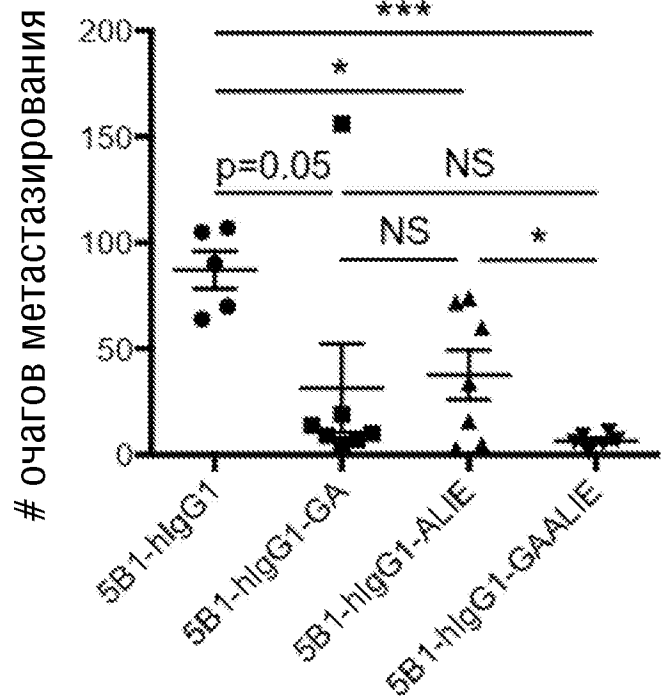 # очагов метастазирования
200
150
100
50
0
***
*
p=0.05
NS
NS
*
5B1-hIgG1
5B1-hIgG1-GA
5B1-hIgG1-ALIE
5B1-hIgG1-GAALIE